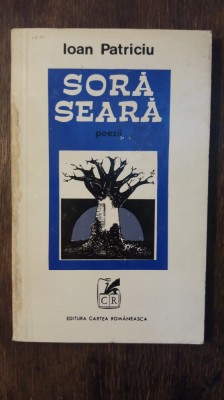 Ioan Patriciu
SORĂ
SEARĂ
poezii
CR
EDITURA CARTEA ROMÂNEASCĂ